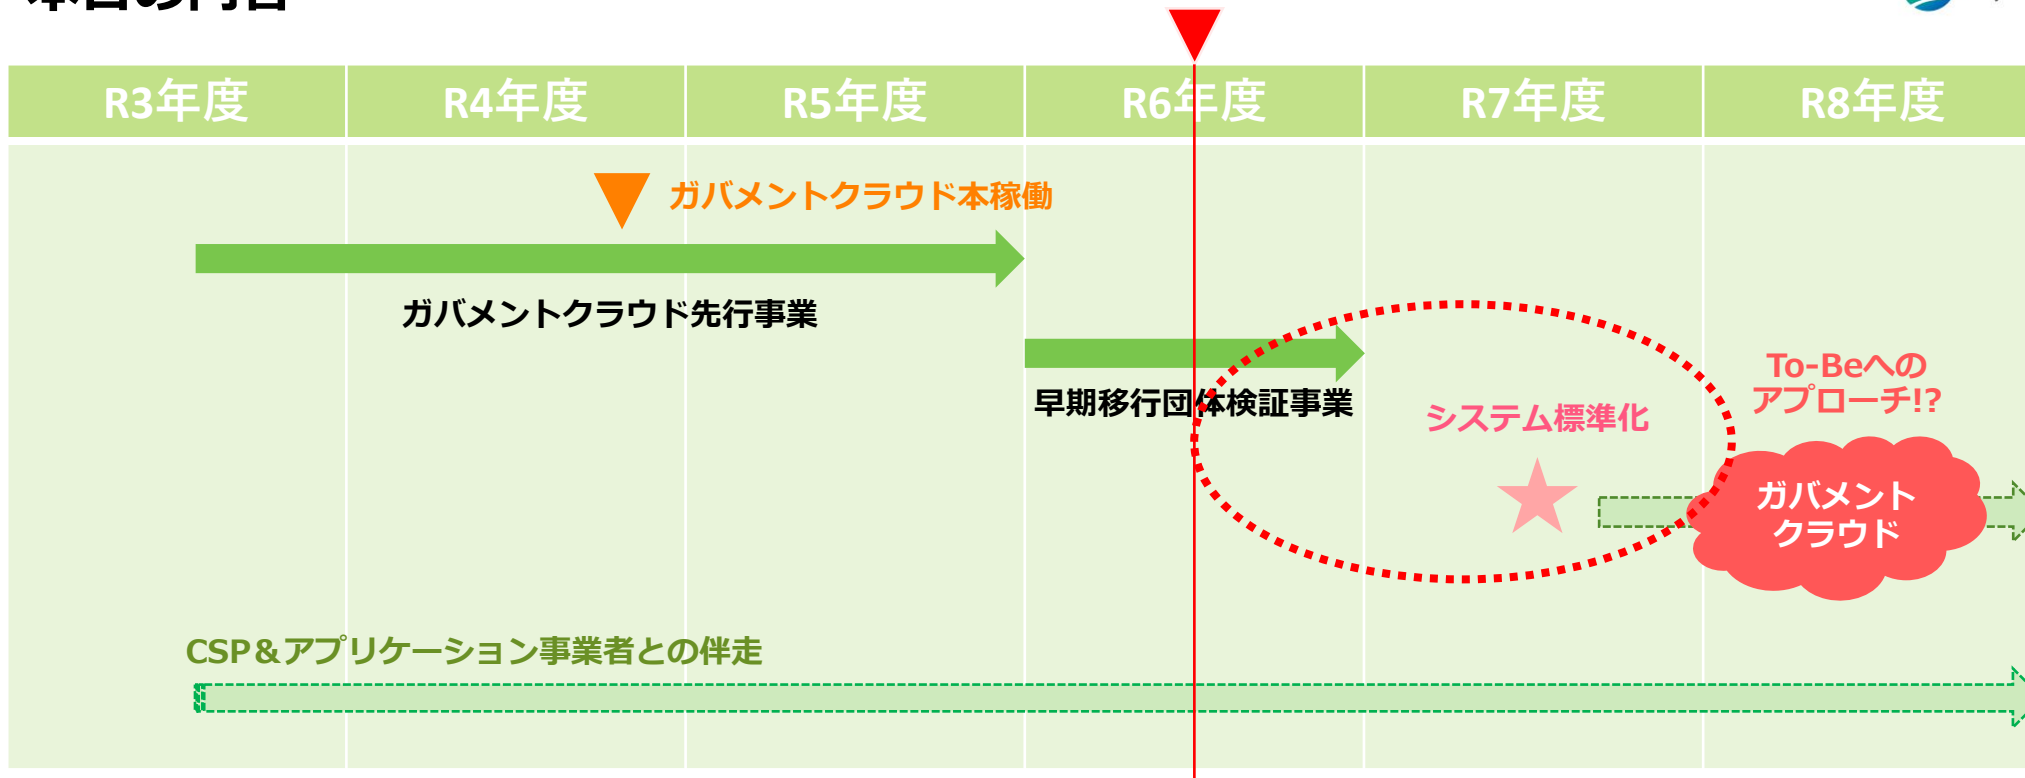 本日の内容
R3年度
R4年度
R5年度
R6年度
R7年度
R8年度
ガバメントクラウド本稼働
ガバメントクラウド先行事業
早期移行団体検証事業
システム標準化
To-Beへの
アプローチ!?
ガバメント
クラウド
CSP&アプリケーション事業者との伴走